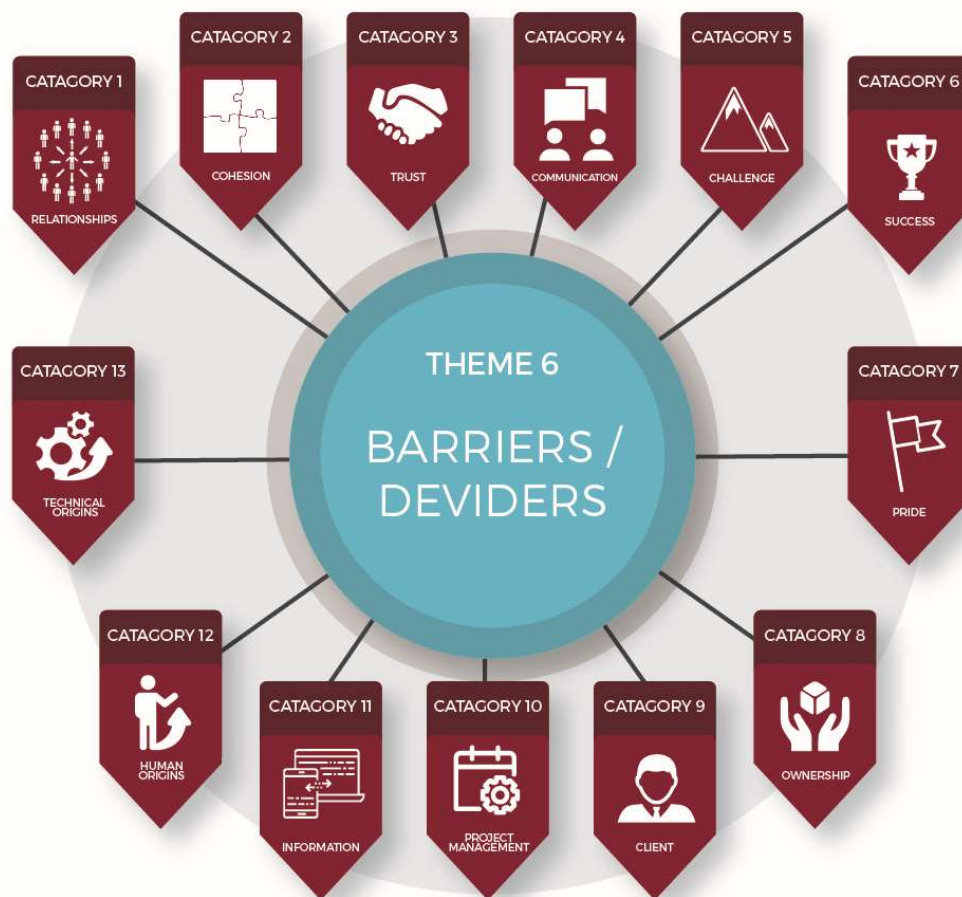 CATAGORY 1
RELATIONSHIPS
CATAGORY 2
COHESION
CATAGORY 3
TRUST
CATAGORY 4
COMMUNICATION
CATAGORY 5
CHALLENGE
CATAGORY 6
SUCCESS
THEME 6
BARRIERS /
DEVIDERS
CATAGORY 7
PRIDE
CATAGORY 8
OWNERSHIP
CATAGORY 9
CLIENT
CATAGORY 10
PROJECT
MANAGEMENT
CATAGORY 11
INFORMATION
CATAGORY 12
HUMAN
ORIGINS
CATAGORY 13
TECHNICAL
ORIGINS